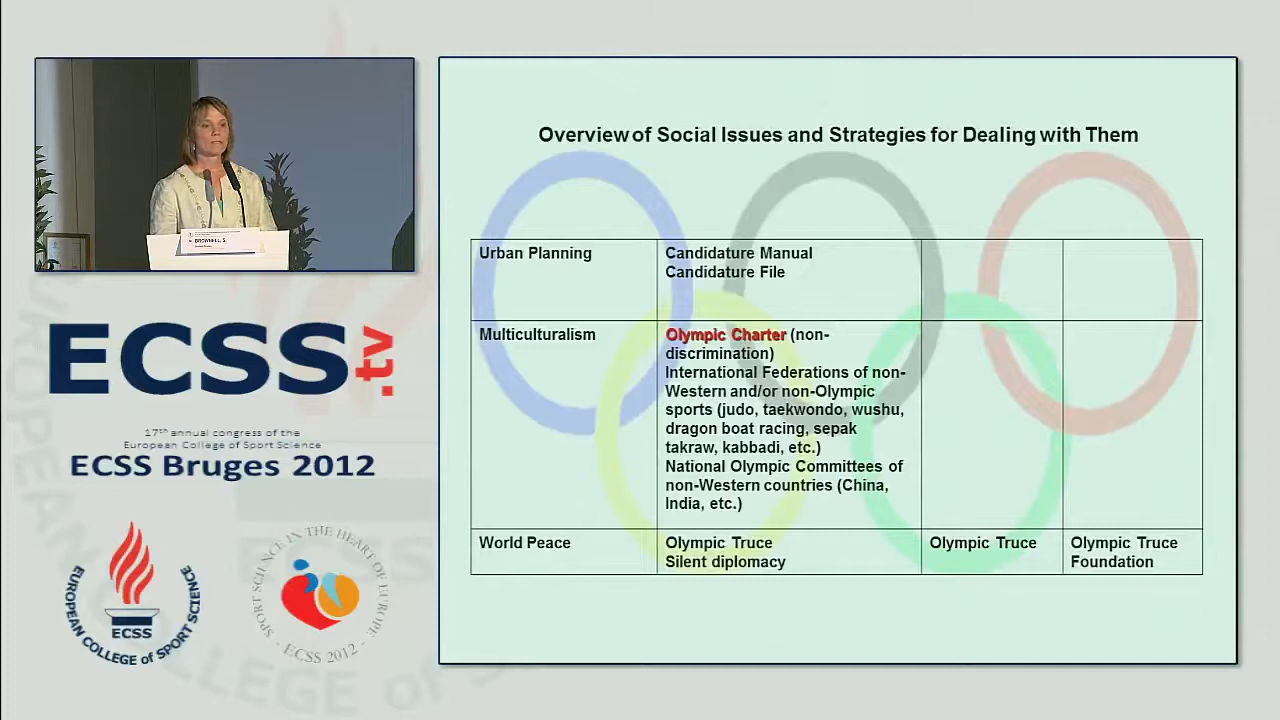 BROWNELL, S.
ECSS.tv
17th annual congress of the
European College of Sport Science
ECSS Bruges 2012
EUROPEAN COLLEGE of SPORT SCIENCE
ECSS
SPORT SCIENCE IN THE HEART OF EUROPE
- ECSS 2012 -
Overview of Social Issues and Strategies for Dealing with Them
Urban Planning
Candidature Manual
Candidature File
Multiculturalism
Olympic Charter (non-
discrimination)
International Federations of non-
Western and/or non-Olympic
sports (judo, taekwondo, wushu,
dragon boat racing, sepak
takraw, kabbadi, etc.)
National Olympic Committees of
non-Western countries (China,
India, etc.)
World Peace
Olympic Truce
Silent diplomacy
Olympic Truce
Olympic Truce
Foundation